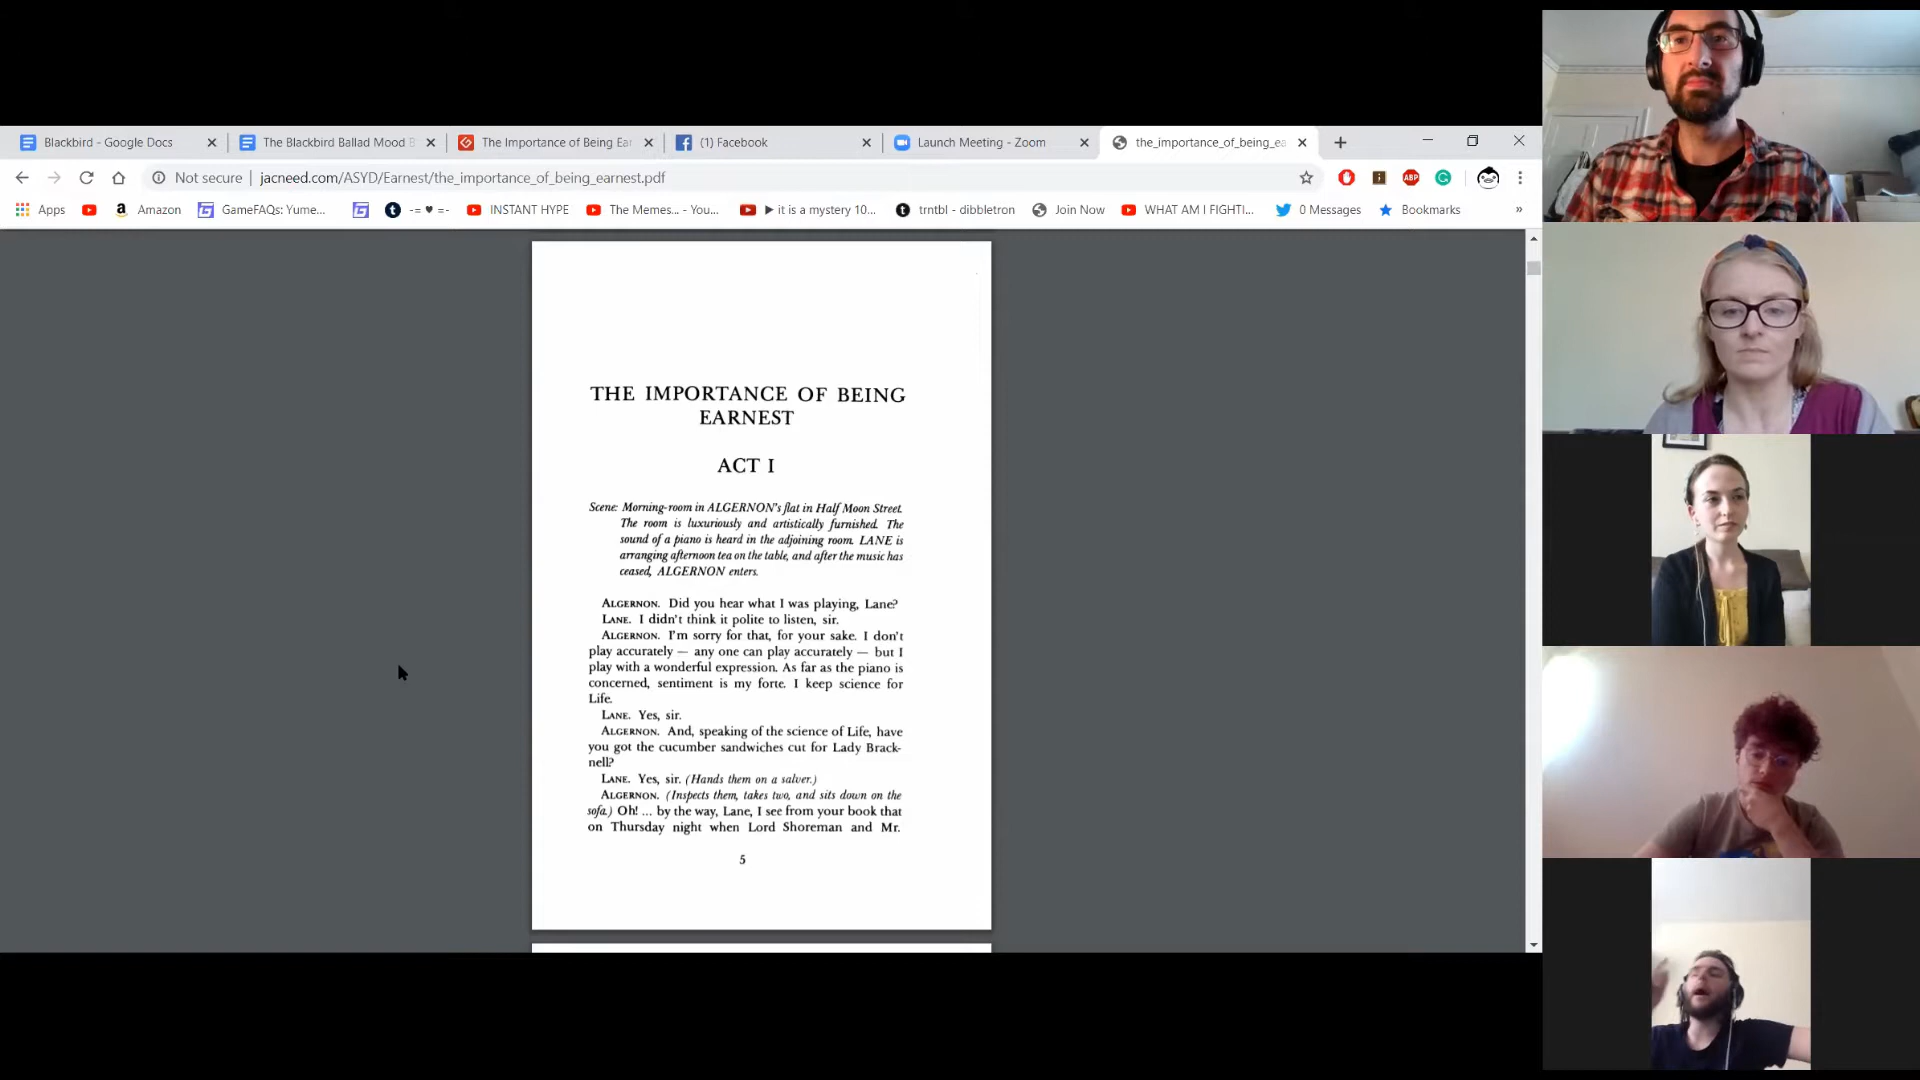 Blackbird - Google Docs
The Blackbird Ballad Mood B
The Importance of Being Ear
(1) Facebook
Launch Meeting - Zoom
the_importance_of_being_ea
Not secure | jacneed.com/ASYD/Earnest/the_importance_of_being_earnest.pdf
ABP
Apps
Amazon
GameFAQs: Yume...
-= ♥ =-
INSTANT HYPE
The Memes... - You...
▶ it is a mystery 10...
trntbl - dibbletron
Join Now
WHAT AM I FIGHTI...
0 Messages
Bookmarks
»
THE IMPORTANCE OF BEING
EARNEST
ACT I
Scene: Morning-room in ALGERNON's flat in Half Moon Street.
The room is luxuriously and artistically furnished. The
sound of a piano is heard in the adjoining room. LANE is
arranging afternoon tea on the table, and after the music has
ceased, ALGERNON enters.
ALGERNON. Did you hear what I was playing, Lane?
LANE. I didn't think it polite to listen, sir.
ALGERNON. I'm sorry for that, for your sake. I don't
play accurately — any one can play accurately — but I
play with a wonderful expression. As far as the piano is
concerned, sentiment is my forte. I keep science for
Life.
LANE. Yes, sir.
ALGERNON. And, speaking of the science of Life, have
you got the cucumber sandwiches cut for Lady Brack-
nell?
LANE. Yes, sir. (Hands them on a salver.)
ALGERNON. (Inspects them, takes two, and sits down on the
sofa.) Oh! ... by the way, Lane, I see from your book that
on Thursday night when Lord Shoreman and Mr.
5